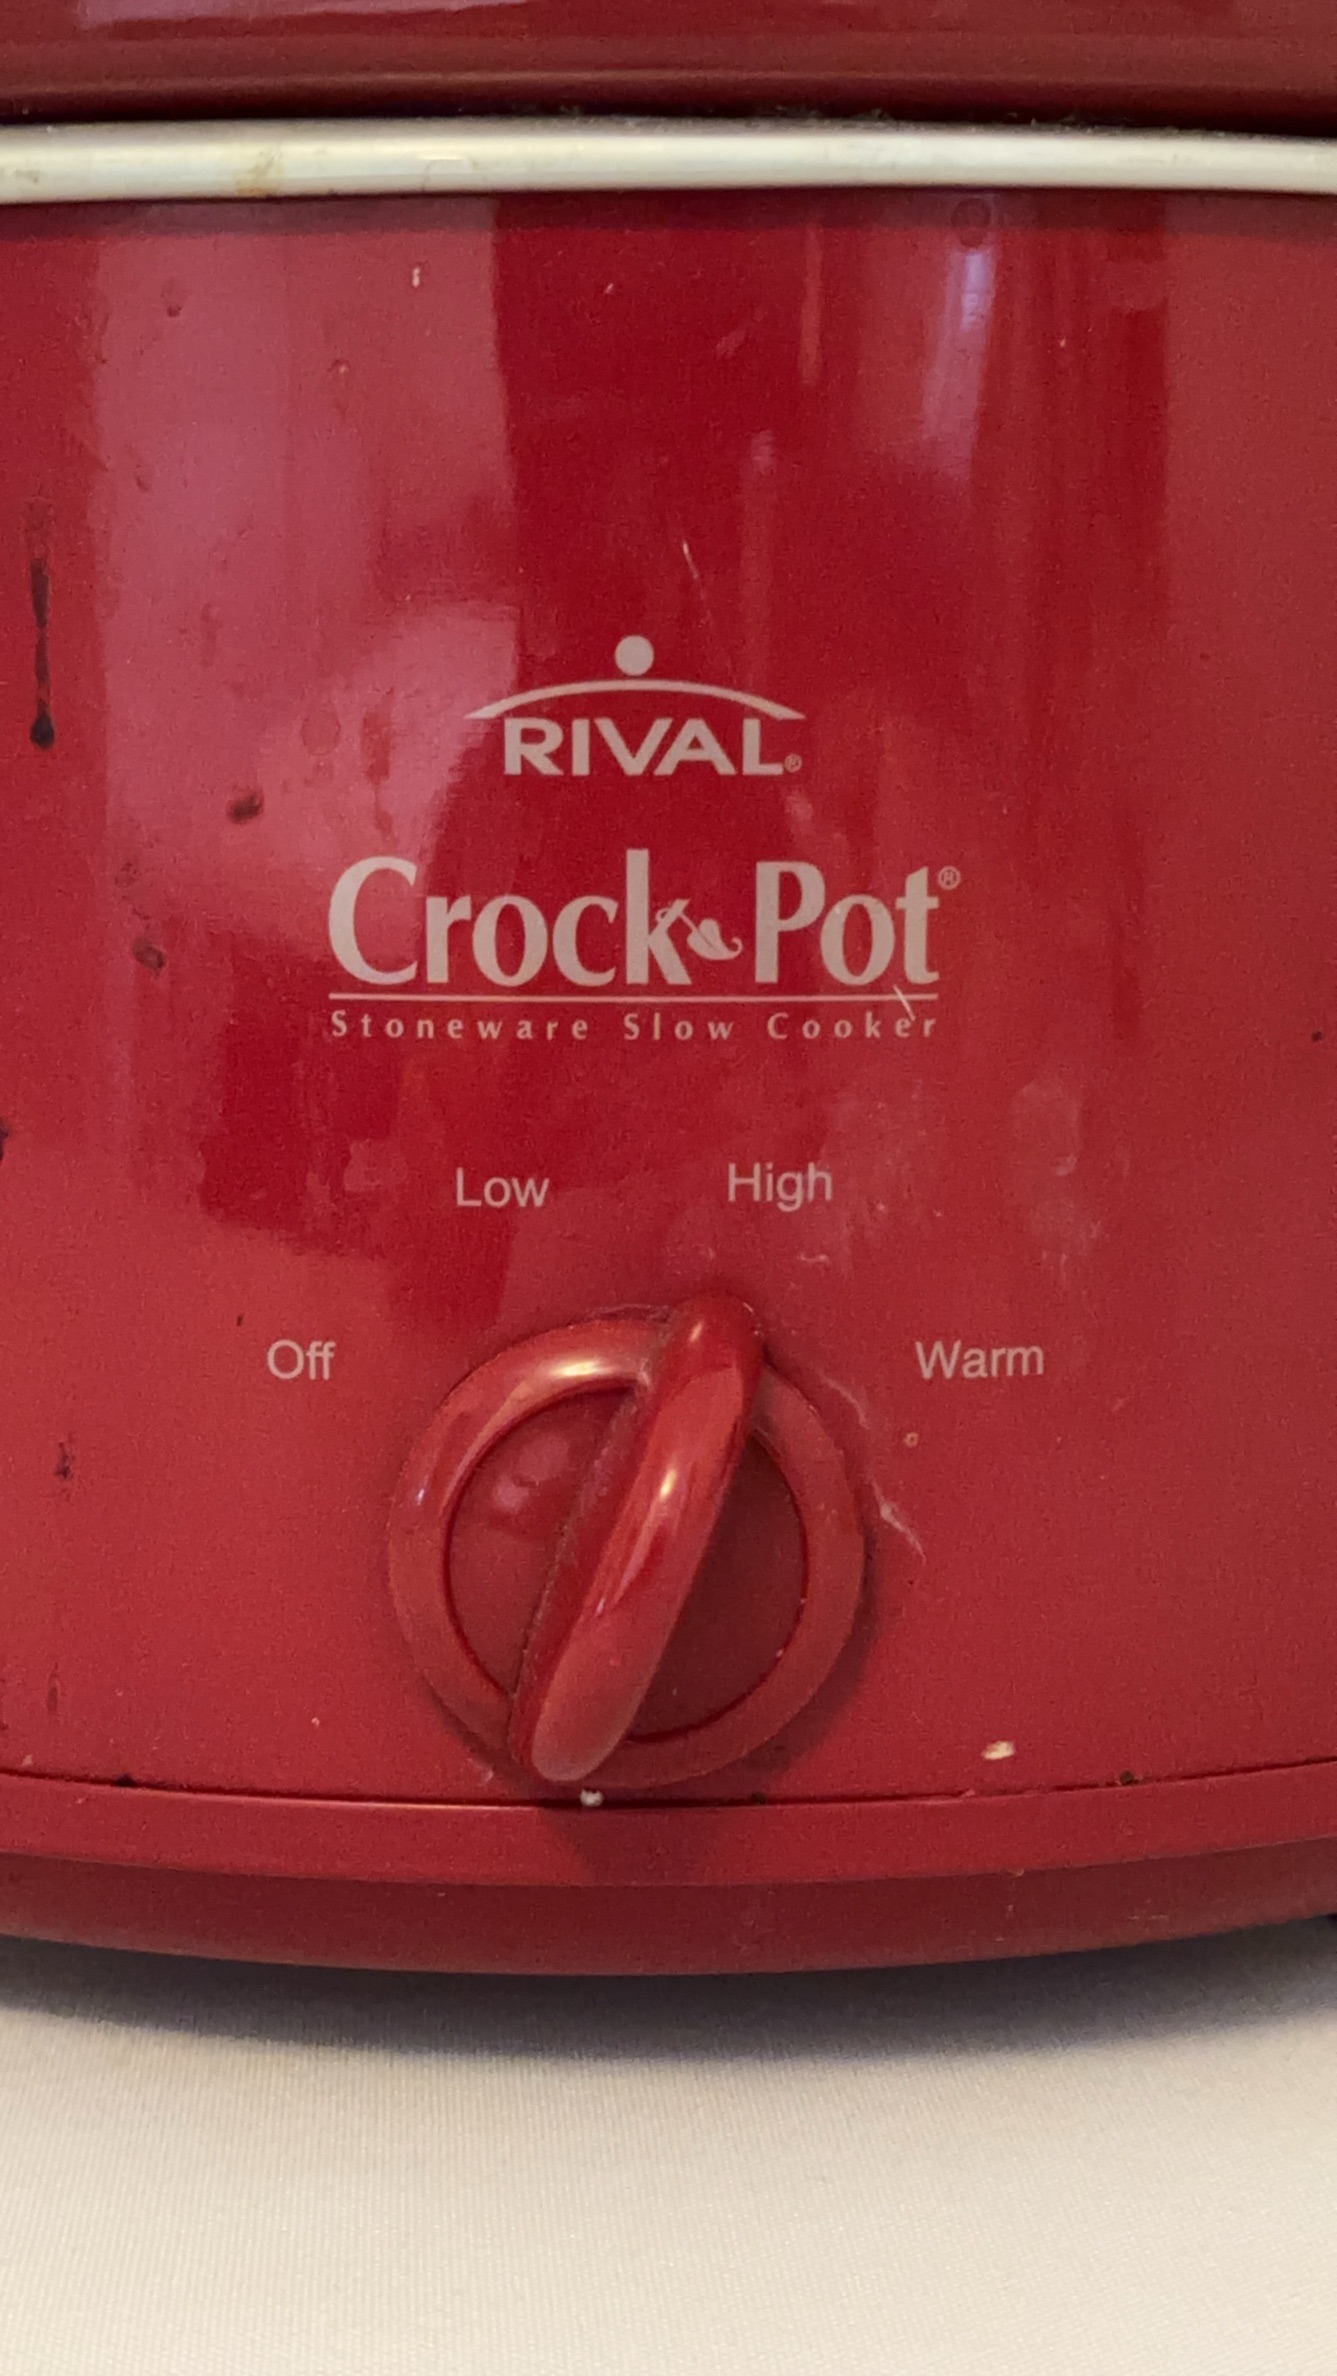 RIVAL®
Crock Pot®
Stoneware Slow Cooker
Low High
Off Warm